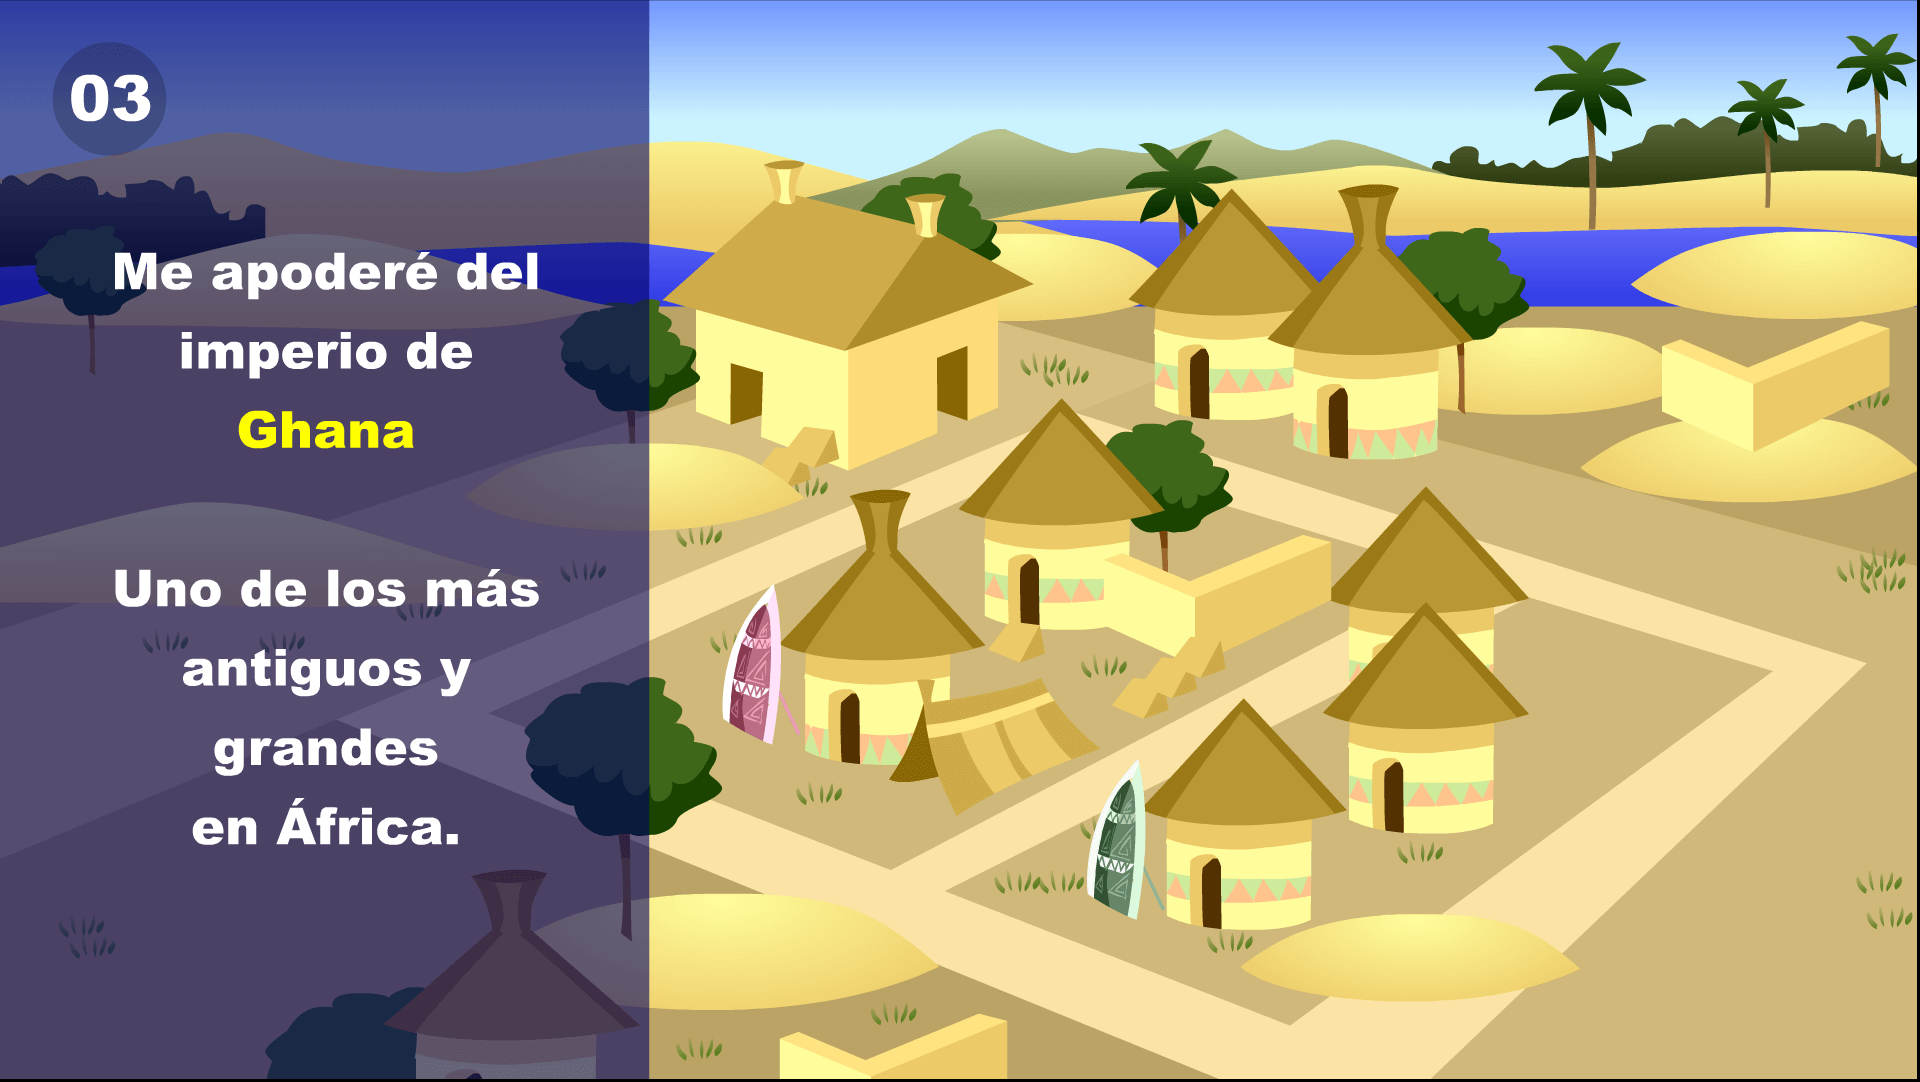 03
Me apoderé del
imperio de
Ghana
Uno de los más
antiguos y
grandes
en África.